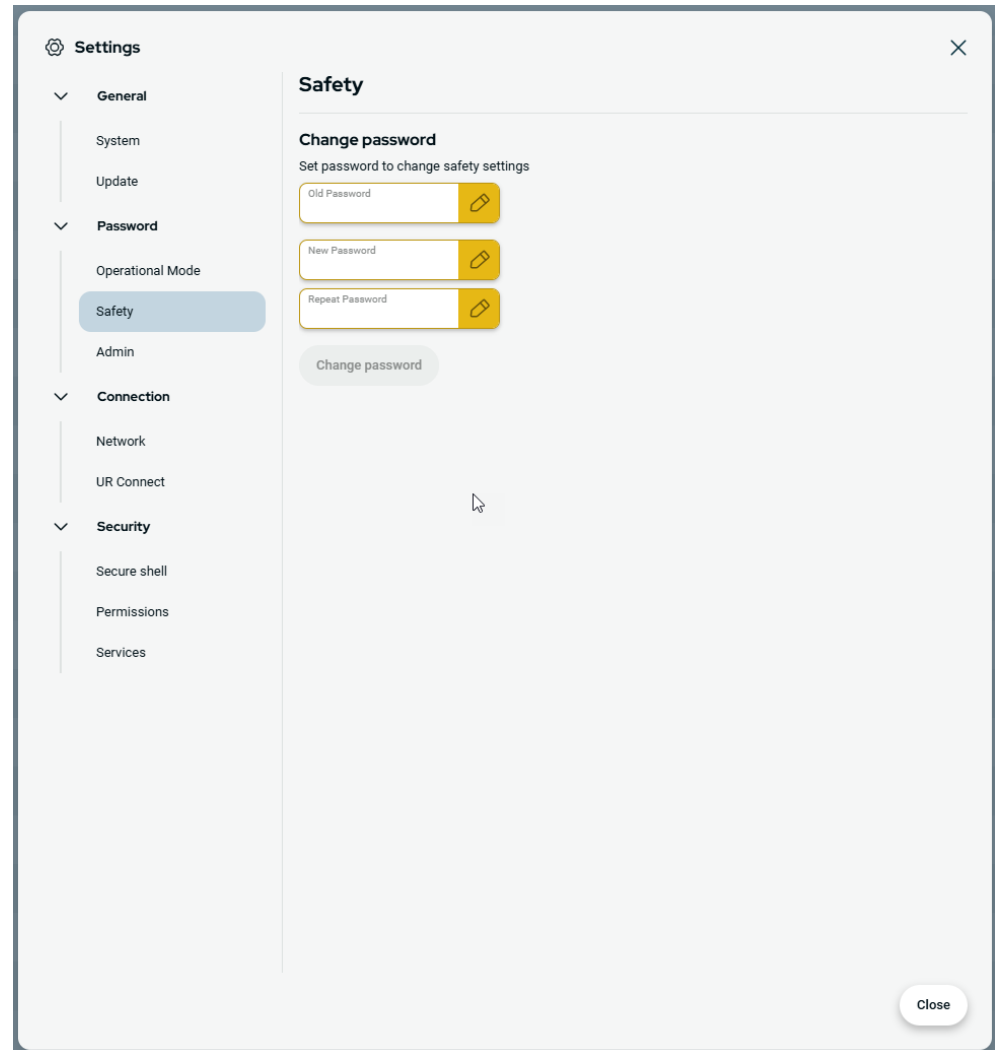 Settings
General
System
Update
Password
Operational Mode
Safety
Admin
Connection
Network
UR Connect
Security
Secure shell
Permissions
Services
Safety
Change password
Set password to change safety settings
Old Password
New Password
Repeat Password
Change password
Close